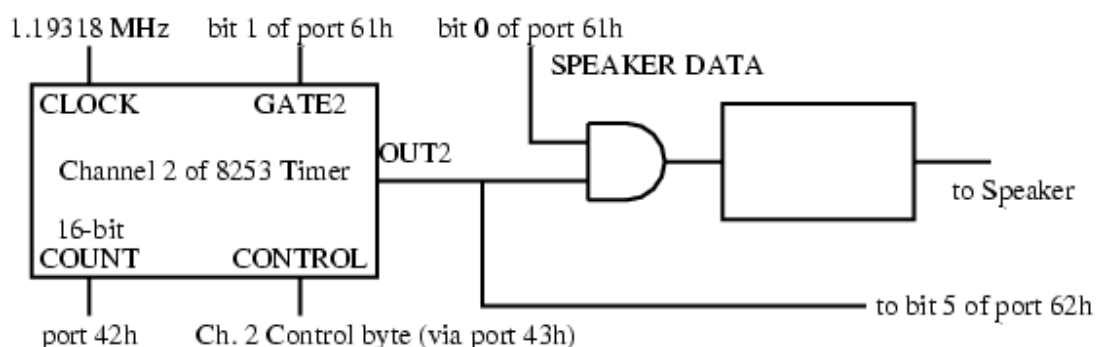 1.19318 MHz bit 1 of port 61h bit 0 of port 61h
SPEAKER DATA
CLOCK GATE2
OUT2
Channel 2 of 8253 Timer
to Speaker
16-bit
COUNT CONTROL
to bit 5 of port 62h
port 42h Ch. 2 Control byte (via port 43h)